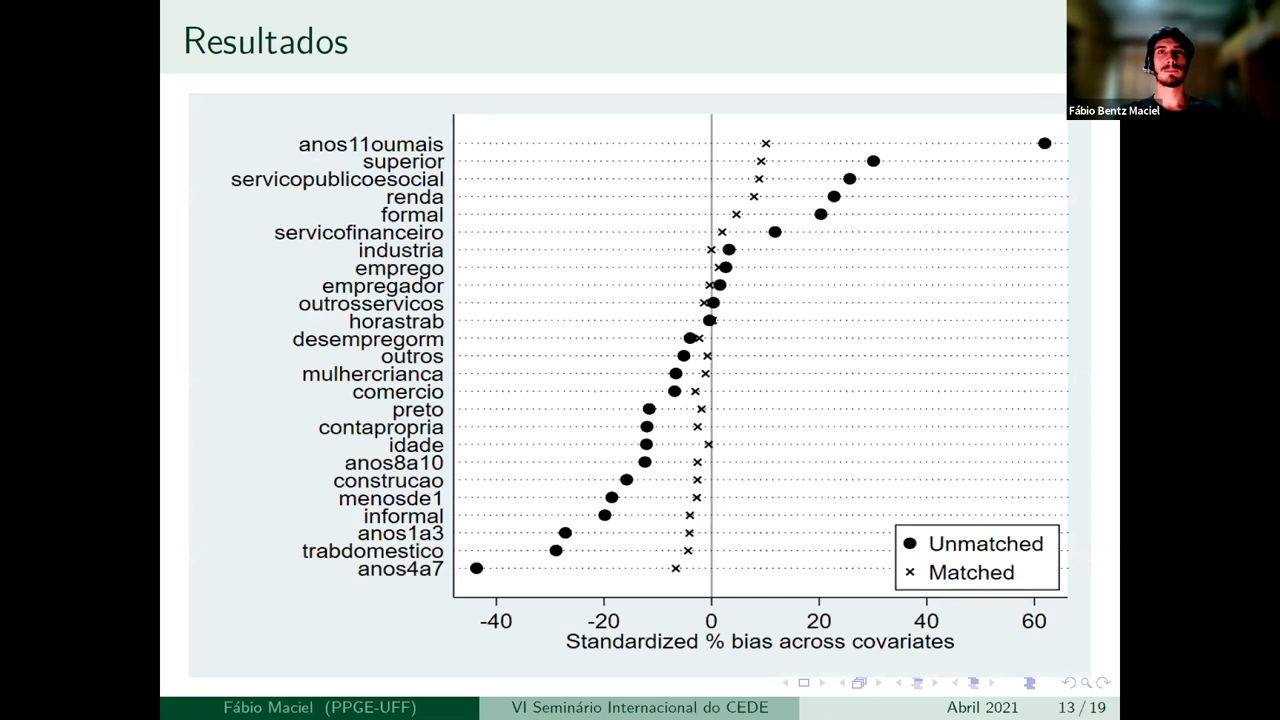 Resultados
Fábio Bentz Maciel
anos11oumais
superior
servicopublicoesocial
renda
formal
servicofinanceiro
industria
emprego
empregador
outrosservicos
horastrab
desempregorm
outros
mulhercrianca
comercio
preto
contapropria
idade
anos8a10
construcao
menosde1
informal
anos1a3
trabdomestico
anos4a7
Unmatched
Matched
-40 -20 0 20 40 60
Standardized % bias across covariates
Fábio Maciel (PPGE-UFF) VI Seminário Internacional do CEDE Abril 2021 13 / 19